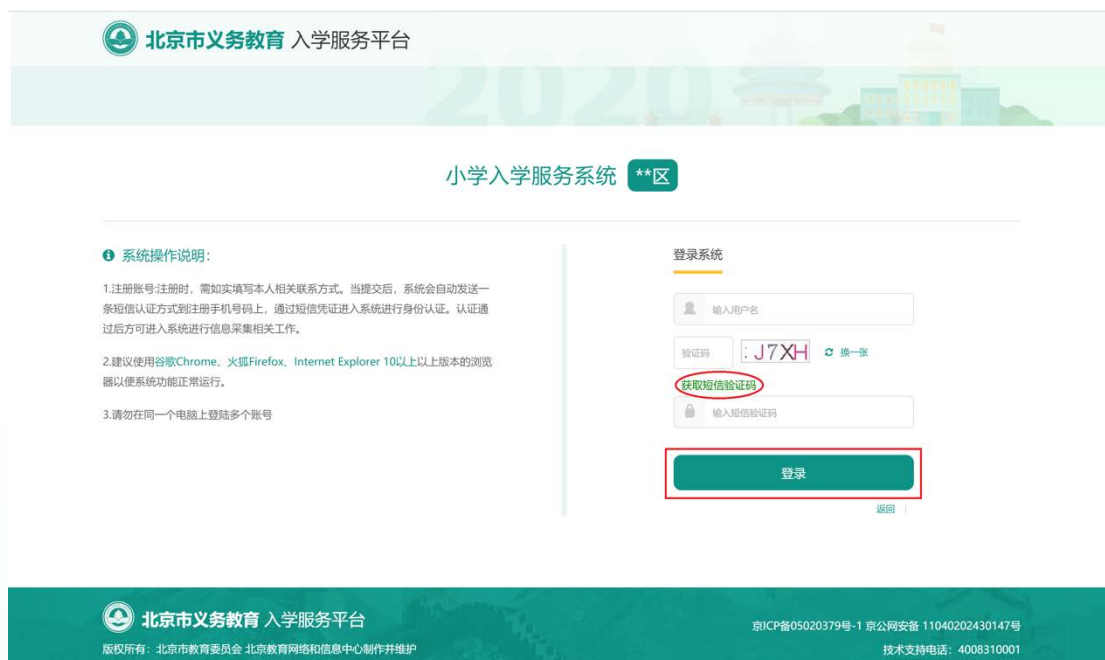 北京市义务教育 入学服务平台
2020
小学入学服务系统 **区
系统操作说明：
1.注册账号:注册时，需如实填写本人相关联系方式。当提交后，系统会自动发送一
条短信认证方式到注册手机号码上，通过短信凭证进入系统进行身份认证。认证通
过后方可进入系统进行信息采集相关工作。
2.建议使用谷歌Chrome、火狐Firefox、Internet Explorer 10以上以上版本的浏览
器以便系统功能正常运行。
3.请勿在同一个电脑上登陆多个账号
登录系统
输入用户名
验证码 : J7XH 换一张
获取短信验证码
输入短信验证码
登录
返回
北京市义务教育 入学服务平台
版权所有：北京市教育委员会 北京教育网络和信息中心制作并维护
京ICP备05020379号-1 京公网安备 11040202430147号
技术支持电话：4008310001